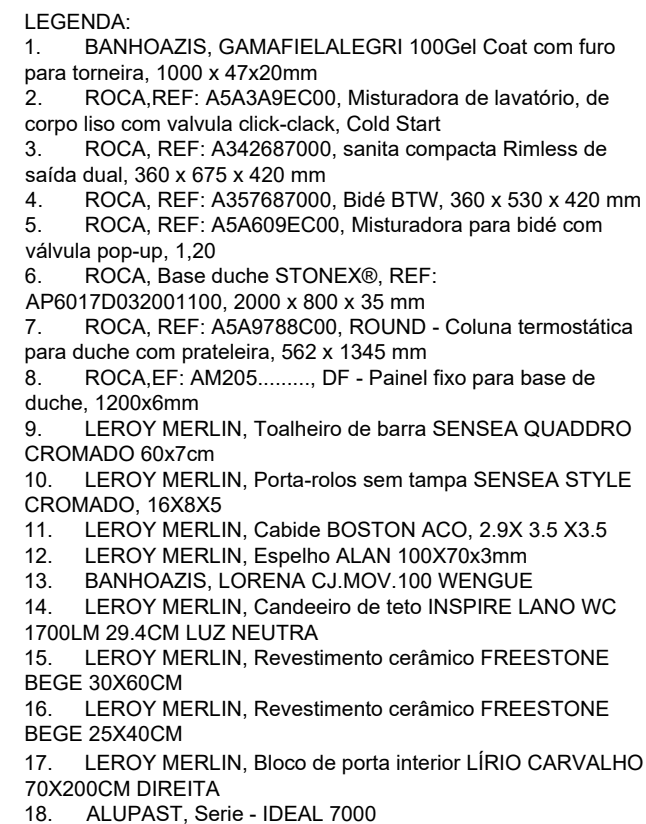 LEGENDA:
1. BANHOAZIS, GAMAFIELALEGRI 100Gel Coat com furo
para torneira, 1000 x 47x20mm
2. ROCA,REF: A5A3A9EC00, Misturadora de lavatório, de
corpo liso com valvula click-clack, Cold Start
3. ROCA, REF: A342687000, sanita compacta Rimless de
saída dual, 360 x 675 x 420 mm
4. ROCA, REF: A357687000, Bidé BTW, 360 x 530 x 420 mm
5. ROCA, REF: A5A609EC00, Misturadora para bidé com
válvula pop-up, 1,20
6. ROCA, Base duche STONEX®, REF:
AP6017D032001100, 2000 x 800 x 35 mm
7. ROCA, REF: A5A9788C00, ROUND - Coluna termostática
para duche com prateleira, 562 x 1345 mm
8. ROCA,EF: AM205........., DF - Painel fixo para base de
duche, 1200x6mm
9. LEROY MERLIN, Toalheiro de barra SENSEA QUADDRO
CROMADO 60x7cm
10. LEROY MERLIN, Porta-rolos sem tampa SENSEA STYLE
CROMADO, 16X8X5
11. LEROY MERLIN, Cabide BOSTON ACO, 2.9X 3.5 X3.5
12. LEROY MERLIN, Espelho ALAN 100X70x3mm
13. BANHOAZIS, LORENA CJ.MOV.100 WENGUE
14. LEROY MERLIN, Candeeiro de teto INSPIRE LANO WC
1700LM 29.4CM LUZ NEUTRA
15. LEROY MERLIN, Revestimento cerâmico FREESTONE
BEGE 30X60CM
16. LEROY MERLIN, Revestimento cerâmico FREESTONE
BEGE 25X40CM
17. LEROY MERLIN, Bloco de porta interior LÍRIO CARVALHO
70X200CM DIREITA
18. ALUPAST, Serie - IDEAL 7000